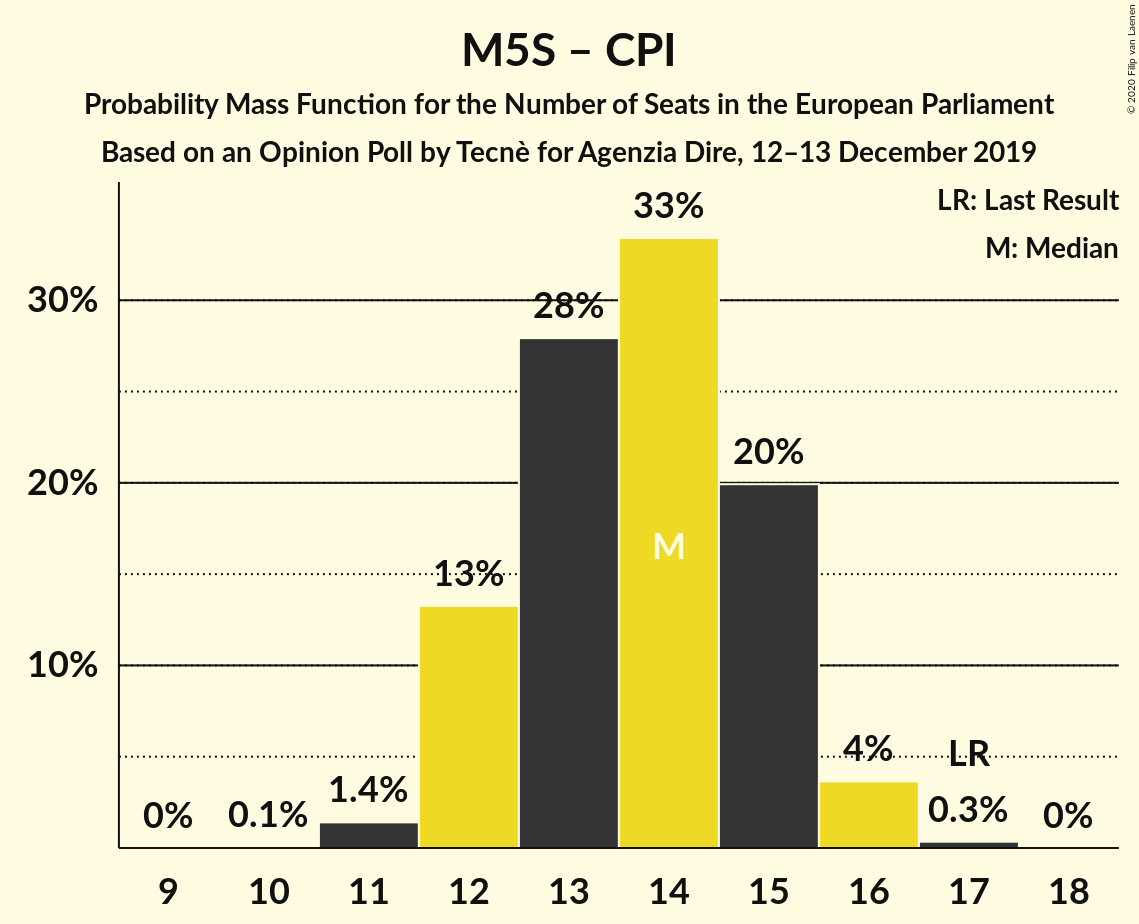 M5S – CPI
Probability Mass Function for the Number of Seats in the European Parliament
Based on an Opinion Poll by Tecnè for Agenzia Dire, 12–13 December 2019
© 2020 Filip van Laenen
LR: Last Result
M: Median
33%
30%
28%
20%
20%
M
13%
10%
4%
LR
1.4%
0%
0.1%
0.3%
0%
9 10 11 12 13 14 15 16 17 18